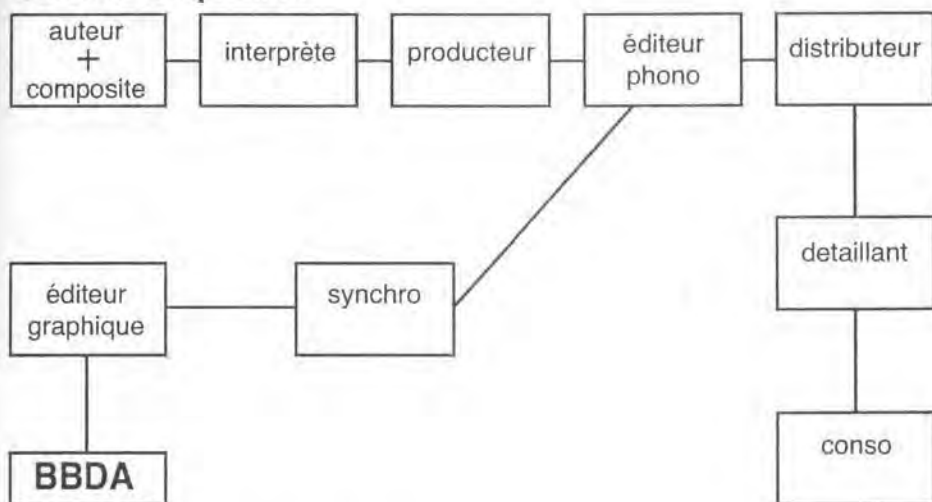 auteur
+
composite
interprète
producteur
éditeur
phono
distributeur
detaillant
éditeur
graphique
synchro
conso
BBDA